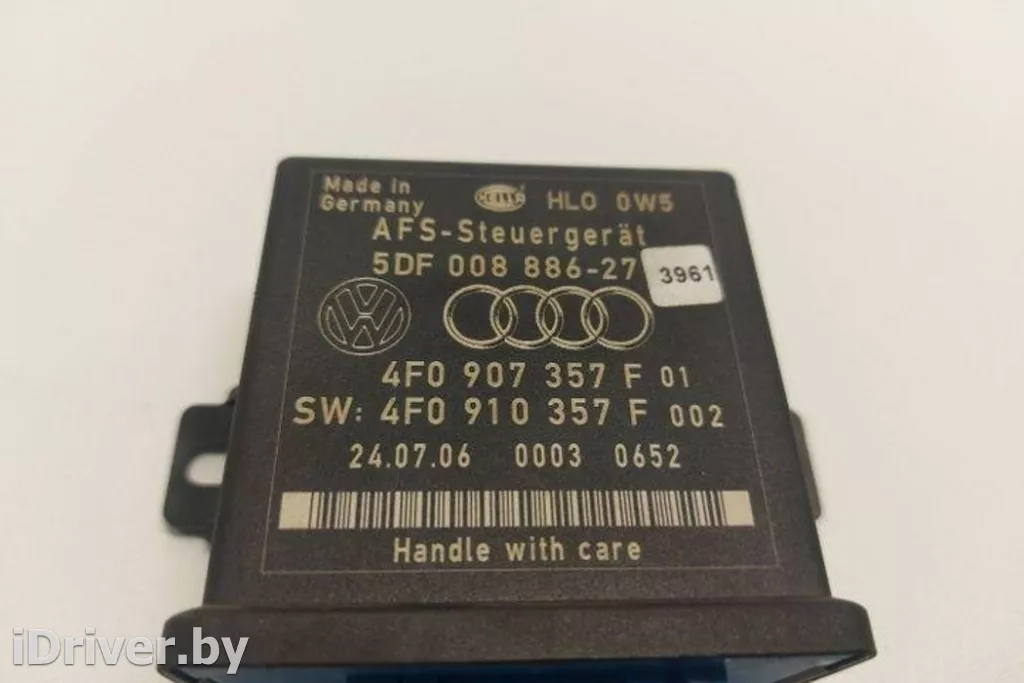 Made in
Germany
HELLA HLO 0W5
AFS-Steuergerät
5DF 008 886-27
3961
4F0 907 357 F 01
SW: 4F0 910 357 F 002
24.07.06 0003 0652
Handle with care
iDriver.by